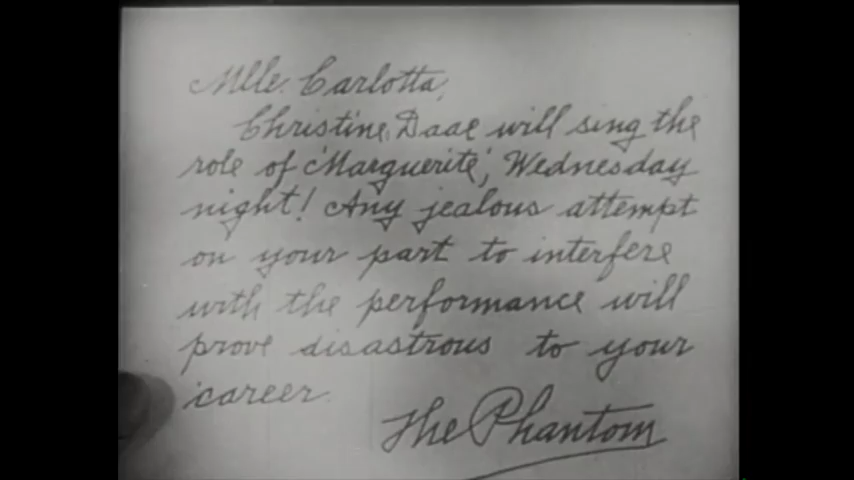 Mlle. Carlotta,
Christine Daae will sing the
role of 'Marguerite', Wednesday
night! Any jealous attempt
on your part to interfere
with the performance will
prove disastrous to your
career.
The Phantom